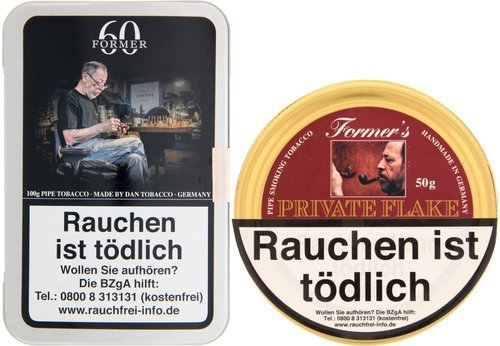 60
FORMER
100g PIPE TOBACCO · MADE BY DAN TOBACCO · GERMANY
Rauchen
ist tödlich
Wollen Sie aufhören?
Die BZgA hilft:
Tel.: 0800 8 313131 (kostenfrei)
www.rauchfrei-info.de
Former's
PIPE SMOKING TOBACCO
HANDMADE IN GERMANY
50g
PRIVATE FLAKE
Rauchen ist
tödlich
Wollen Sie aufhören? Die BZgA hilft:
Tel.: 0800 8 313131 (kostenfrei)
www.rauchfrei-info.de